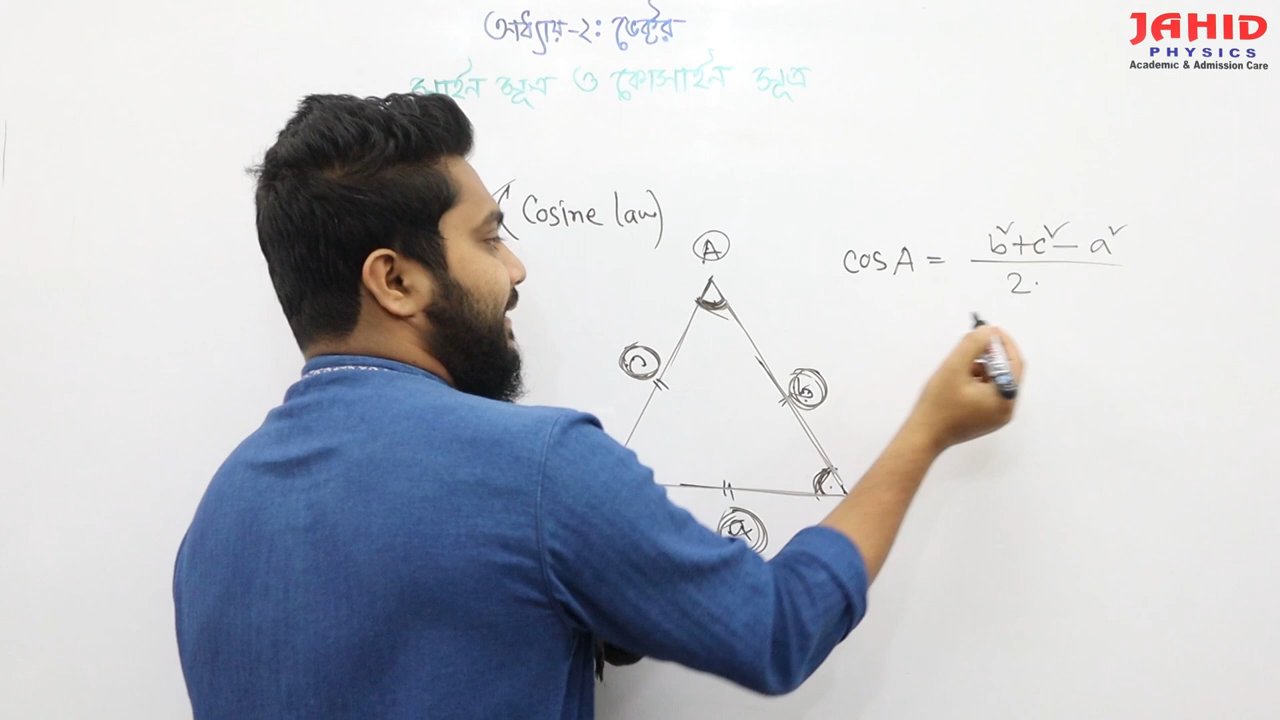 JAHID
PHYSICS
Academic & Admission Care
অধ্যায়-২: ভেক্টর
সাইন সূত্র ও কোসাইন সূত্র
(Cosine law)
A
cos A = b² + c² - a² / 2.
c
b
a